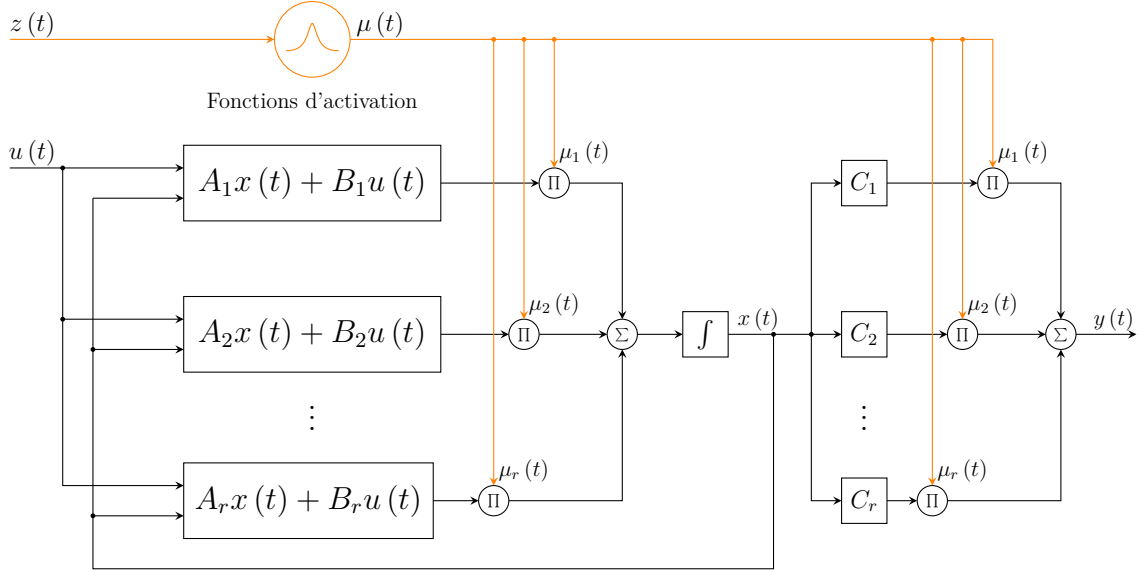 z (t)
μ (t)
Fonctions d'activation
u (t)
μ₁ (t)
μ₁ (t)
A₁x (t) + B₁u (t)
Π
C₁
Π
μ₂ (t)
μ₂ (t)
A₂x (t) + B₂u (t)
Π
Σ
∫
x (t)
C₂
Π
Σ
y (t)
⋮
⋮
μᵣ (t)
μᵣ (t)
Aᵣx (t) + Bᵣu (t)
Π
Cᵣ
Π